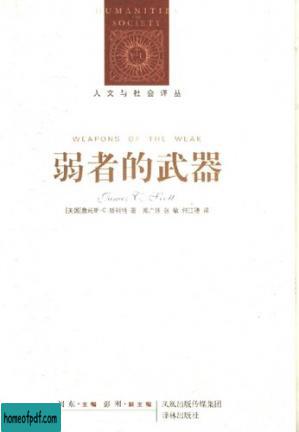 HUMANITIES
AND
SOCIETY
人文与社会译丛
WEAPONS OF THE WEAK
弱者的武器
James C. Scott
[美国]詹姆斯·C·斯科特 著 郑广怀 张敏 何江穗 译
刘东·主编 彭刚·副主编
凤凰出版传媒集团
译林出版社
homeofpdf.com
homeofpdf.com